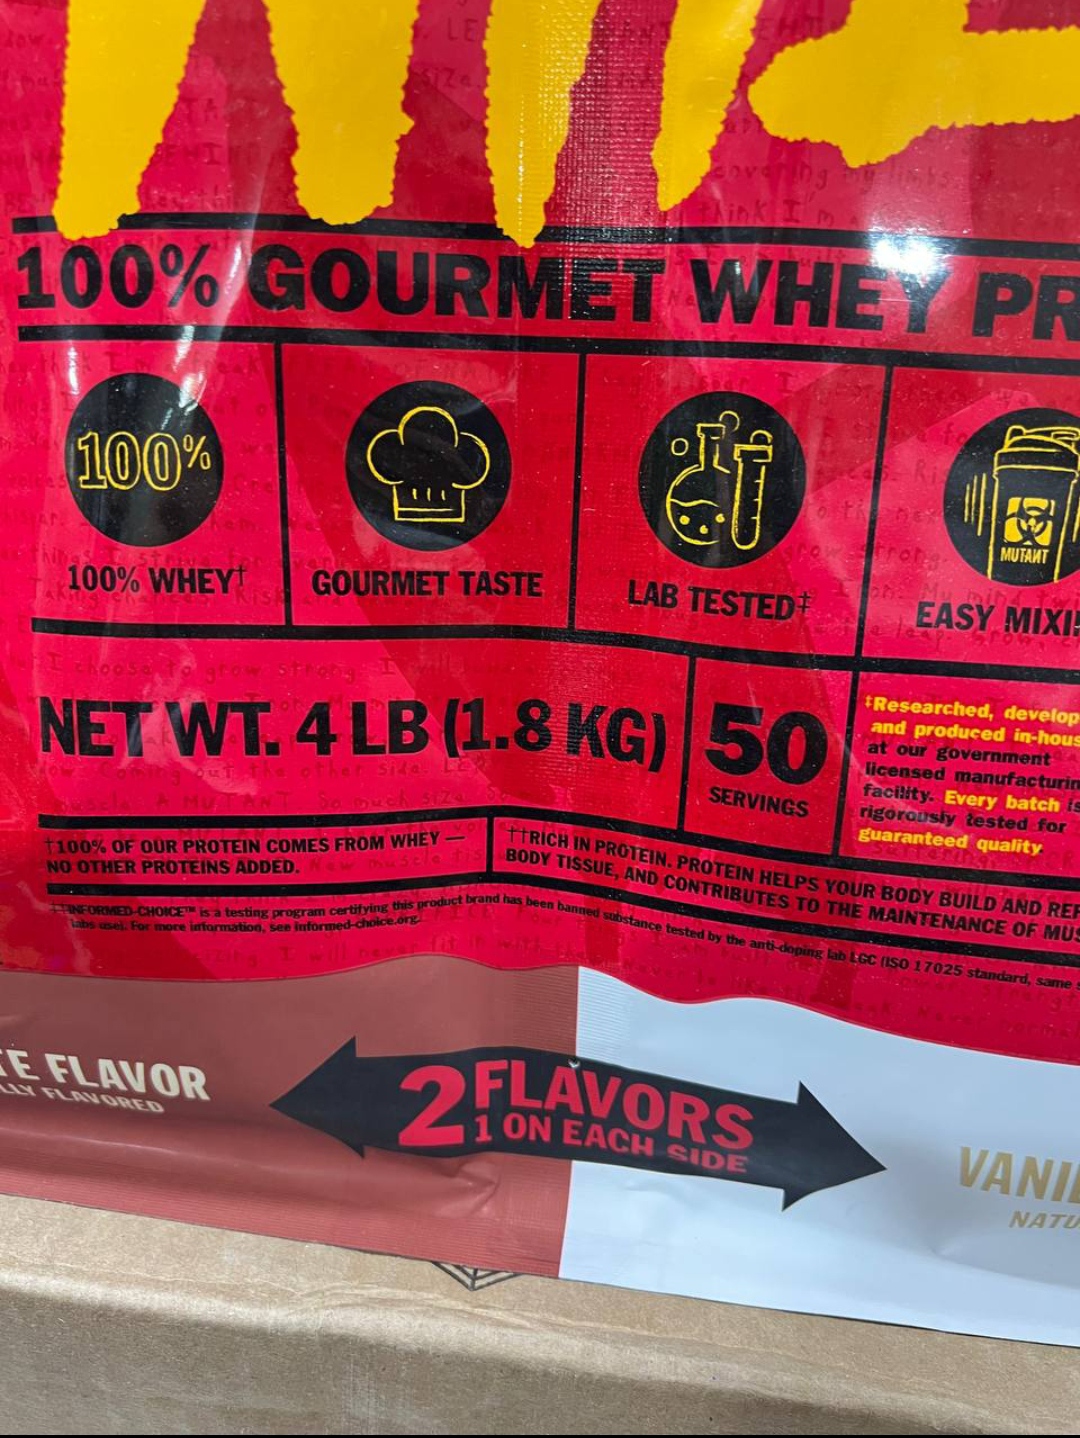 100% GOURMET WHEY PR
100%
MUTANT
100% WHEY†
GOURMET TASTE
LAB TESTED‡
EASY MIXI
NET WT. 4 LB (1.8 KG)
50
SERVINGS
‡Researched, develop
and produced in-hous
at our government
licensed manufacturin
facility. Every batch is
rigorously tested for
guaranteed quality
†100% OF OUR PROTEIN COMES FROM WHEY —
NO OTHER PROTEINS ADDED.
††RICH IN PROTEIN. PROTEIN HELPS YOUR BODY BUILD AND REP
BODY TISSUE, AND CONTRIBUTES TO THE MAINTENANCE OF MUS
INFORMED-CHOICE™ is a testing program certifying this product brand has been banned substance tested by the anti-doping lab LGC (ISO 17025 standard, same s
labs use). For more information, see informed-choice.org.
TE FLAVOR
LLY FLAVORED
2 FLAVORS
1 ON EACH SIDE
VANIL
NATU